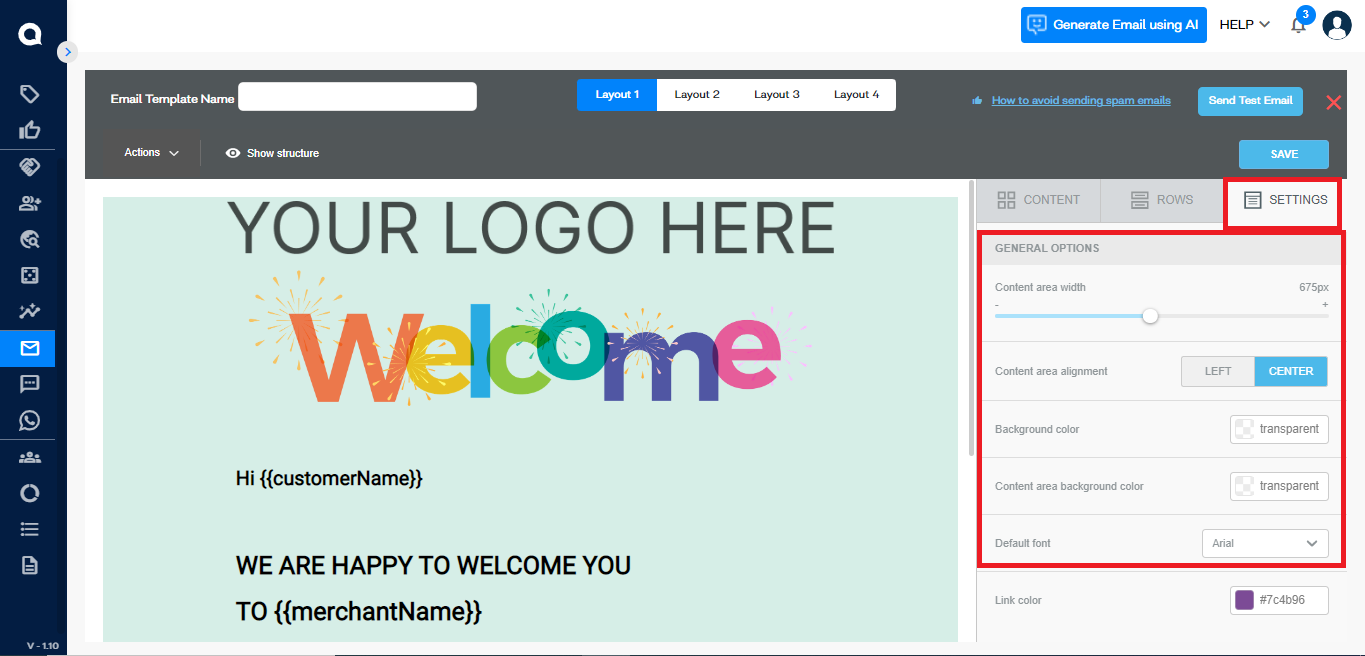 Generate Email using AI
HELP
3
Email Template Name
Layout 1
Layout 2
Layout 3
Layout 4
How to avoid sending spam emails
Send Test Email
Actions
Show structure
SAVE
YOUR LOGO HERE
Welcome
Hi {{customerName}}
WE ARE HAPPY TO WELCOME YOU
TO {{merchantName}}
CONTENT
ROWS
SETTINGS
GENERAL OPTIONS
Content area width 675px
- +
Content area alignment LEFT CENTER
Background color transparent
Content area background color transparent
Default font Arial
Link color #7c4b96
V - 1.10